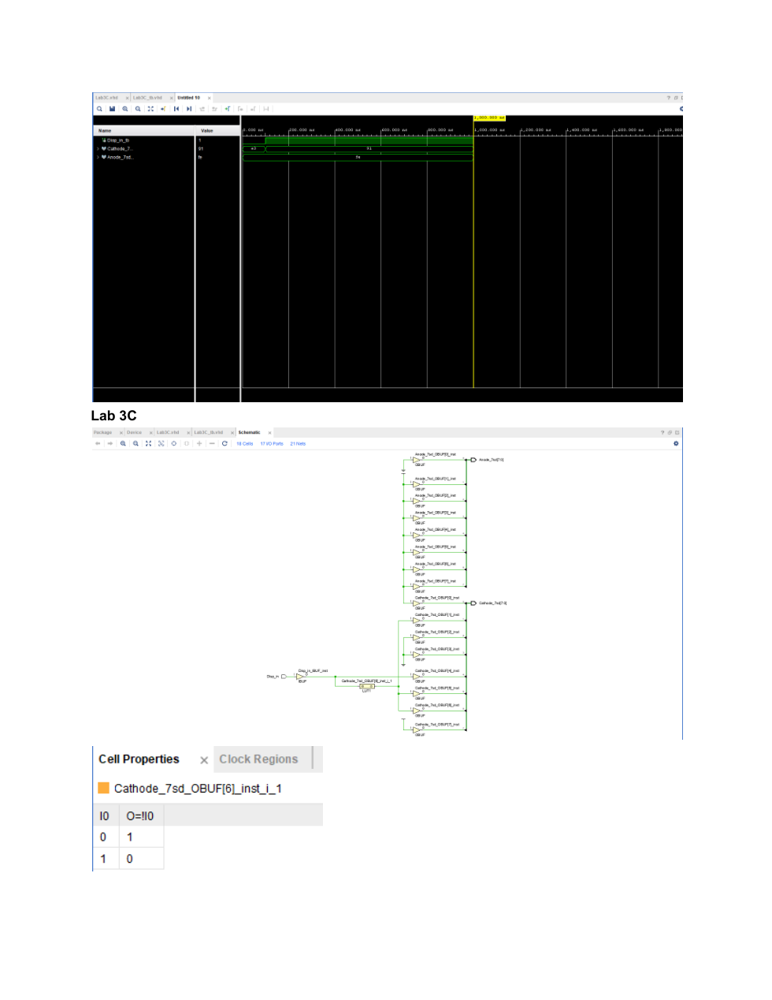 Lab3C.vhd × Lab3C_tb.vhd × Untitled 10 ×
1,000.000 ns
Name Value
0.000 ns 200.000 ns 400.000 ns 600.000 ns 800.000 ns 1,000.000 ns 1,200.000 ns 1,400.000 ns 1,600.000 ns 1,800.000
Disp_in_tb 1
Cathode_7... 91 a3 91
Anode_7sd... fe fe
Lab 3C
Package × Device × Lab3C.vhd × Lab3C_tb.vhd × Schematic ×
18 Cells 17 I/O Ports 21 Nets
Anode_7sd_OBUF[0]_inst
Anode_7sd[7:0]
OBUF
Anode_7sd_OBUF[1]_inst
OBUF
Anode_7sd_OBUF[2]_inst
OBUF
Anode_7sd_OBUF[3]_inst
OBUF
Anode_7sd_OBUF[4]_inst
OBUF
Anode_7sd_OBUF[5]_inst
OBUF
Anode_7sd_OBUF[6]_inst
OBUF
Anode_7sd_OBUF[7]_inst
OBUF
Cathode_7sd_OBUF[0]_inst
Cathode_7sd[7:0]
OBUF
Cathode_7sd_OBUF[1]_inst
OBUF
Cathode_7sd_OBUF[2]_inst
OBUF
Cathode_7sd_OBUF[3]_inst
OBUF
Disp_in_IBUF_inst
Cathode_7sd_OBUF[4]_inst
Disp_in
IBUF
OBUF
Cathode_7sd_OBUF[6]_inst_i_1
Cathode_7sd_OBUF[5]_inst
LUT1
OBUF
Cathode_7sd_OBUF[6]_inst
OBUF
Cathode_7sd_OBUF[7]_inst
OBUF
Cell Properties × Clock Regions
Cathode_7sd_OBUF[6]_inst_i_1
I0 O=!I0
0 1
1 0